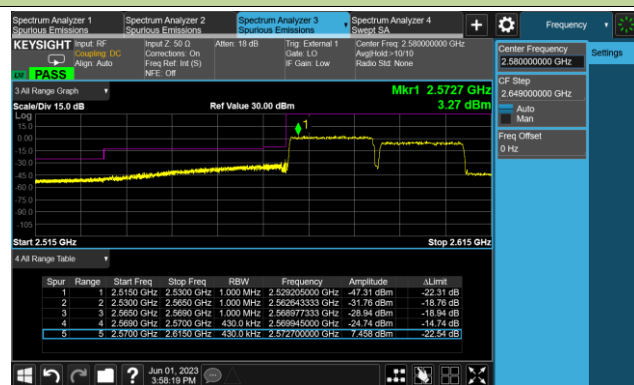 Spectrum Analyzer 1
Spurious Emissions
Spectrum Analyzer 2
Spurious Emissions
Spectrum Analyzer 3
Spurious Emissions
Spectrum Analyzer 4
Swept SA
Frequency
KEYSIGHT
Input: RF
Coupling: DC
Align: Auto
Input Z: 50 Ω
Corrections: On
Freq Ref: Int (S)
NFE: Off
Atten: 18 dB
Trig: External 1
Gate: LO
IF Gain: Low
Center Freq: 2.580000000 GHz
Avg|Hold:>10/10
Radio Std: None
PASS
Center Frequency
2.580000000 GHz
Settings
CF Step
2.649000000 GHz
Auto
Man
Freq Offset
0 Hz
3 All Range Graph
Mkr1 2.5727 GHz
3.27 dBm
Scale/Div 15.0 dB
Ref Value 30.00 dBm
Log
15.0
0.00
-15.0
-30.0
-45.0
-60.0
-75.0
-90.0
-105
1
Start 2.515 GHz
Stop 2.615 GHz
4 All Range Table
Spur Range Start Freq Stop Freq RBW Frequency Amplitude ΔLimit
1 1 2.5150 GHz 2.5300 GHz 1.000 MHz 2.529205000 GHz -47.31 dBm -22.31 dB
2 2 2.5300 GHz 2.5650 GHz 1.000 MHz 2.562643333 GHz -31.76 dBm -18.76 dB
3 3 2.5650 GHz 2.5690 GHz 1.000 MHz 2.568977333 GHz -28.94 dBm -18.94 dB
4 4 2.5690 GHz 2.5700 GHz 430.0 kHz 2.569945000 GHz -24.74 dBm -14.74 dB
5 5 2.5700 GHz 2.6150 GHz 430.0 kHz 2.572700000 GHz 7.458 dBm -22.54 dB
?
Jun 01, 2023
3:58:19 PM